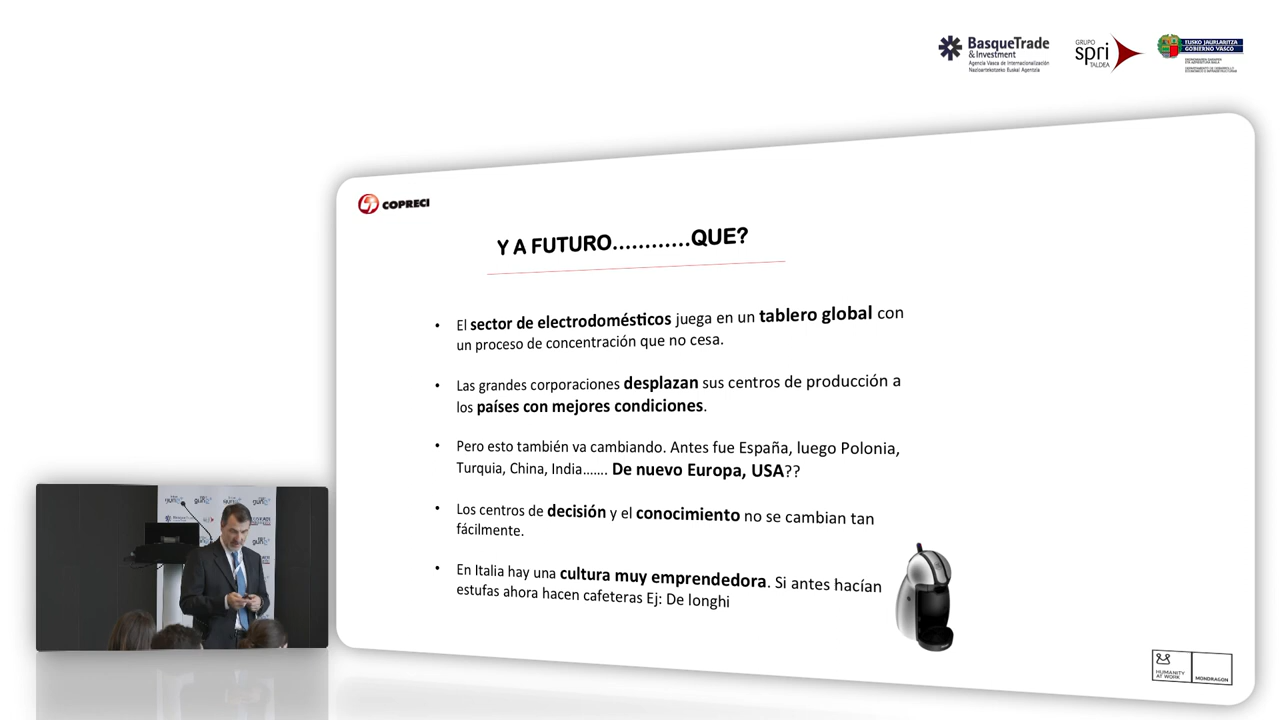 BasqueTrade
& Investment
Agencia Vasca de Internacionalización
Nazioartekotzeko Euskal Agentzia
GRUPO
spri
TALDEA
EUSKO JAURLARITZA
GOBIERNO VASCO
COPRECI
Y A FUTURO…………QUE?
• El sector de electrodomésticos juega en un tablero global con
un proceso de concentración que no cesa.
• Las grandes corporaciones desplazan sus centros de producción a
los países con mejores condiciones.
• Pero esto también va cambiando. Antes fue España, luego Polonia,
Turquia, China, India……. De nuevo Europa, USA??
• Los centros de decisión y el conocimiento no se cambian tan
fácilmente.
• En Italia hay una cultura muy emprendedora. Si antes hacían
estufas ahora hacen cafeteras Ej: De longhi
HUMANITY
AT WORK
MONDRAGON